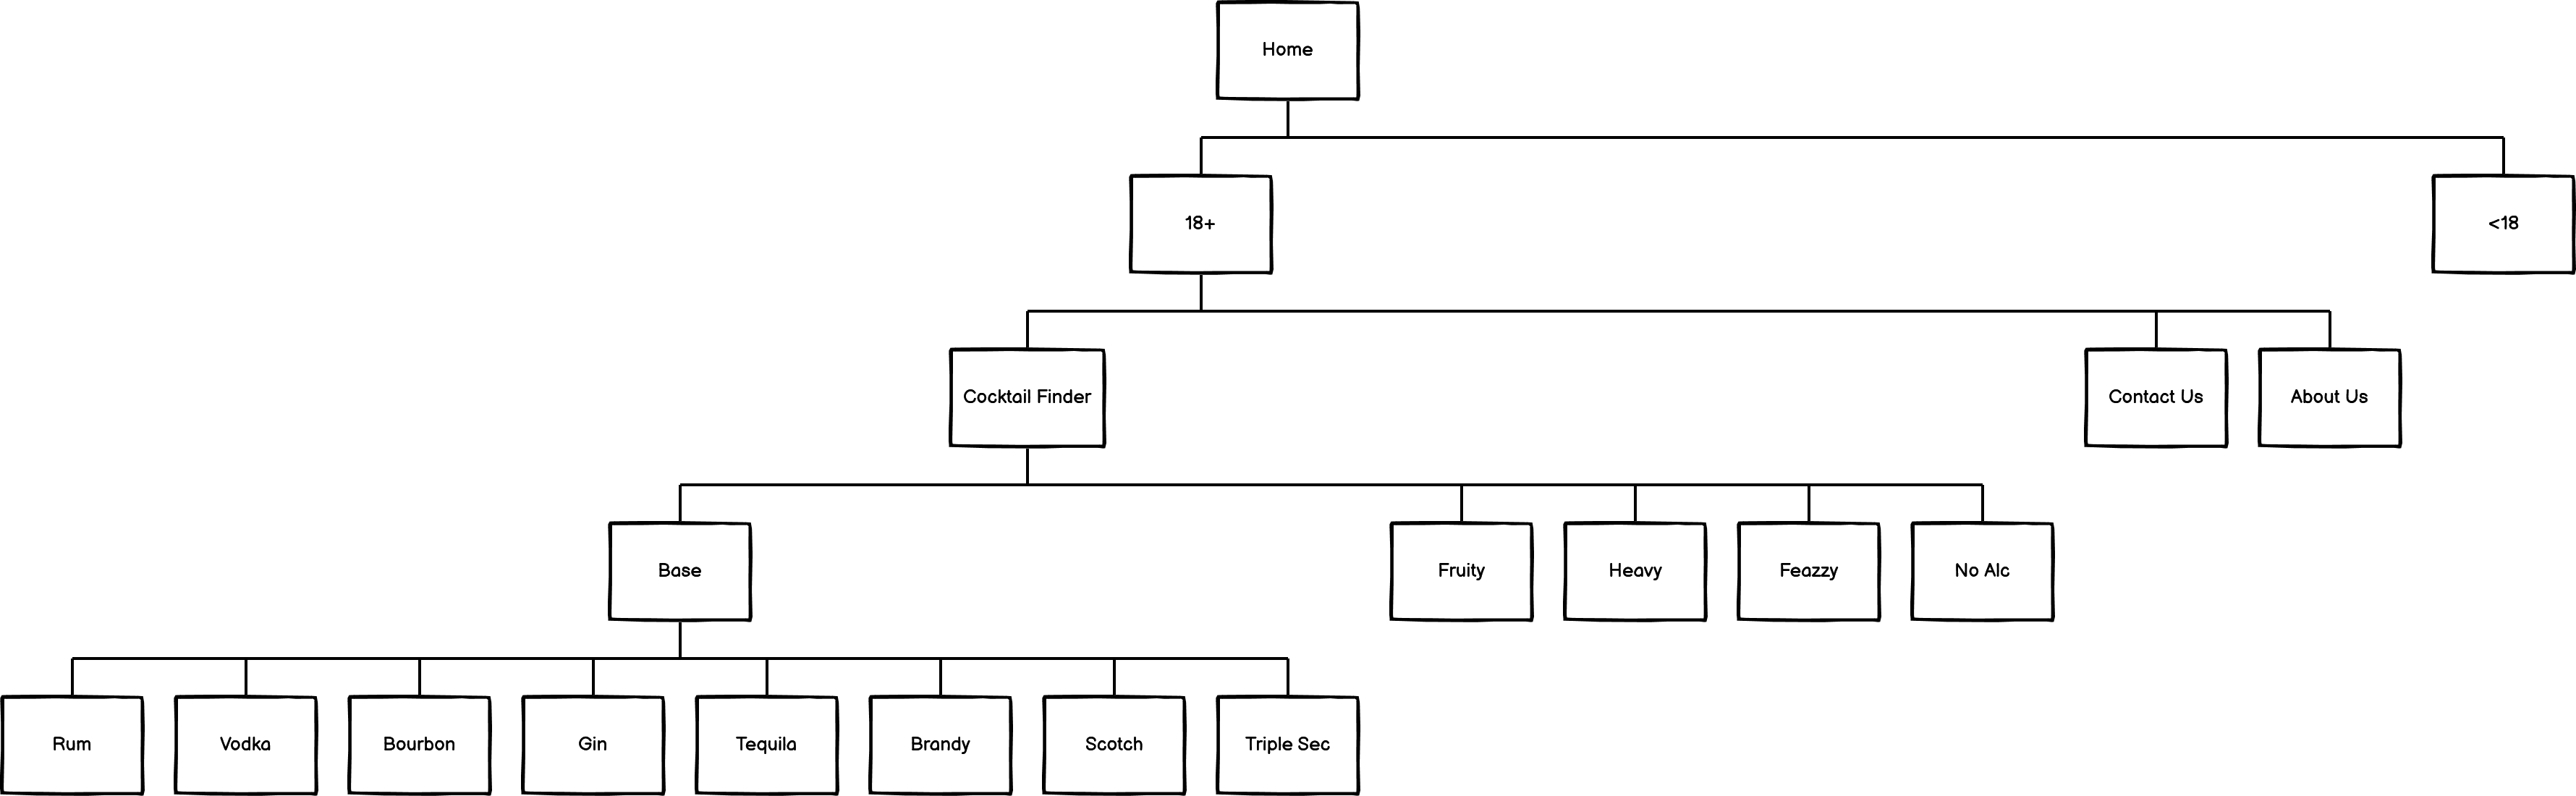 Home
18+
<18
Cocktail Finder
Contact Us
About Us
Base
Fruity
Heavy
Feazzy
No Alc
Rum
Vodka
Bourbon
Gin
Tequila
Brandy
Scotch
Triple Sec